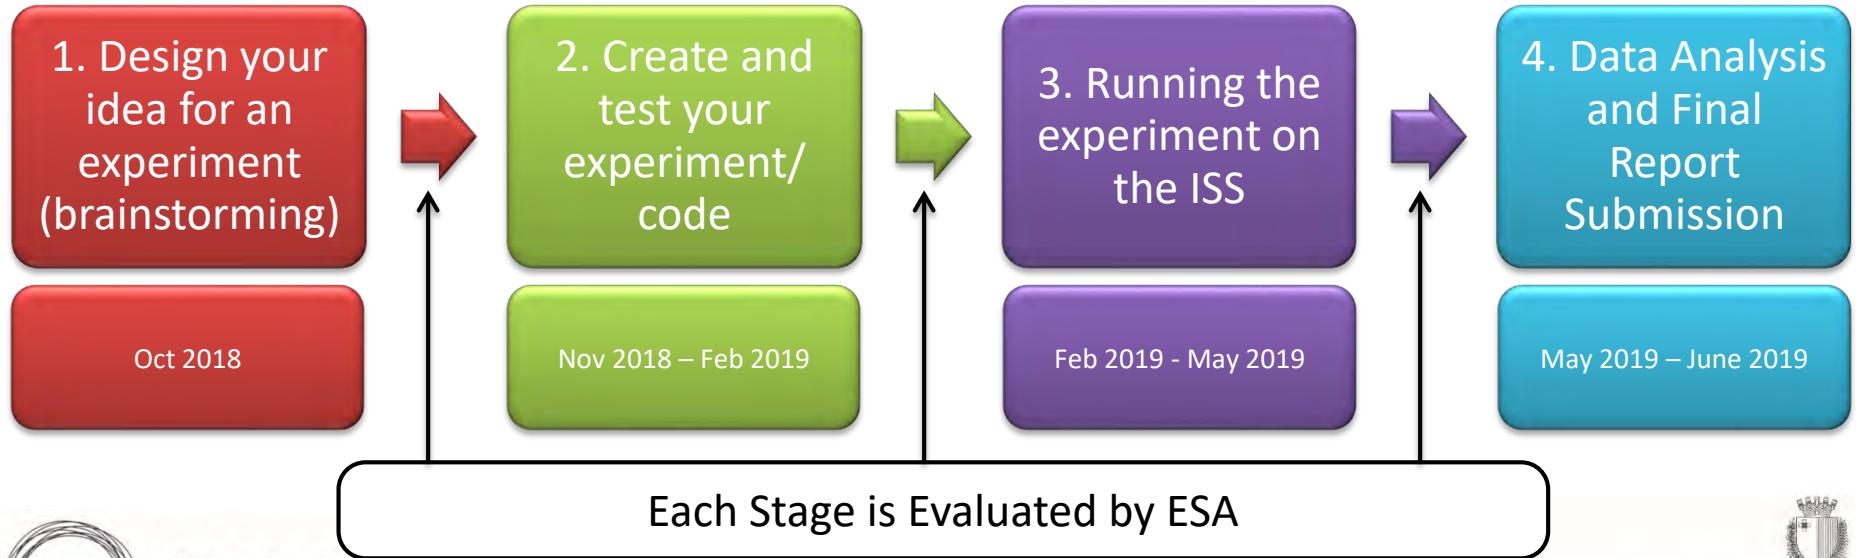 1. Design your
idea for an
experiment
(brainstorming)
2. Create and
test your
experiment/
code
3. Running the
experiment on
the ISS
4. Data Analysis
and Final
Report
Submission
Oct 2018
Nov 2018 – Feb 2019
Feb 2019 - May 2019
May 2019 – June 2019
Each Stage is Evaluated by ESA